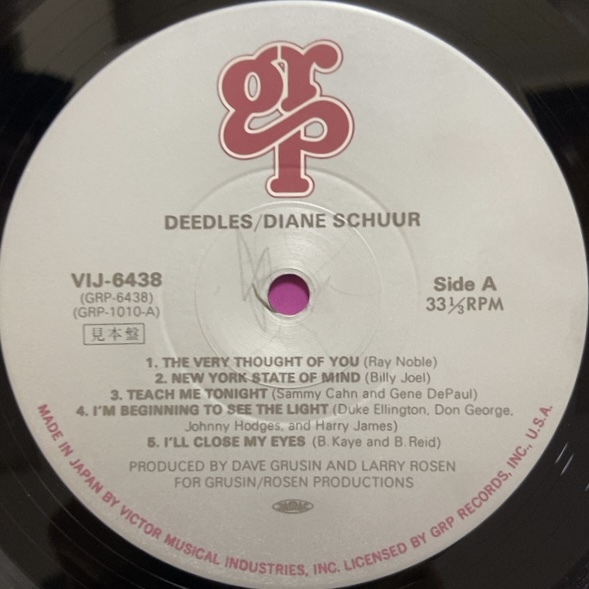 grp
DEEDLES/DIANE SCHUUR
VIJ-6438
(GRP-6438)
(GRP-1010-A)
見本盤
Side A
33 1/3 RPM
1. THE VERY THOUGHT OF YOU (Ray Noble)
2. NEW YORK STATE OF MIND (Billy Joel)
3. TEACH ME TONIGHT (Sammy Cahn and Gene DePaul)
4. I'M BEGINNING TO SEE THE LIGHT (Duke Ellington, Don George,
Johnny Hodges, and Harry James)
5. I'LL CLOSE MY EYES (B. Kaye and B. Reid)
PRODUCED BY DAVE GRUSIN AND LARRY ROSEN
FOR GRUSIN/ROSEN PRODUCTIONS
MADE IN JAPAN BY VICTOR MUSICAL INDUSTRIES, INC. LICENSED BY GRP RECORDS, INC., U.S.A.